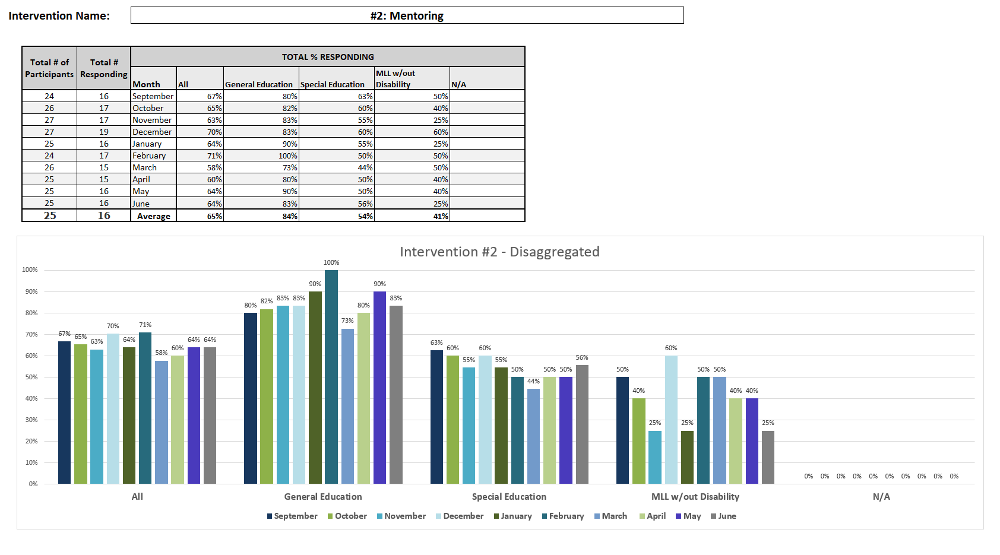 Intervention Name: #2: Mentoring
Total # of Participants Total # Responding TOTAL % RESPONDING
Month All General Education Special Education MLL w/out Disability N/A
24 16 September 67% 80% 63% 50%
26 17 October 65% 82% 60% 40%
27 17 November 63% 83% 55% 25%
27 19 December 70% 83% 60% 60%
25 16 January 64% 90% 55% 25%
24 17 February 71% 100% 50% 50%
26 15 March 58% 73% 44% 50%
25 15 April 60% 80% 50% 40%
25 16 May 64% 90% 50% 40%
25 16 June 64% 83% 56% 25%
25 16 Average 65% 84% 54% 41%
Intervention #2 - Disaggregated
100%
90%
80%
70%
60%
50%
40%
30%
20%
10%
0%
67% 65% 63% 70% 64% 71% 58% 60% 64% 64%
80% 82% 83% 83% 90% 100% 73% 80% 90% 83%
63% 60% 55% 60% 55% 50% 44% 50% 50% 56%
50% 40% 25% 60% 25% 50% 50% 40% 40% 25%
0% 0% 0% 0% 0% 0% 0% 0% 0% 0%
All General Education Special Education MLL w/out Disability N/A
September October November December January February March April May June